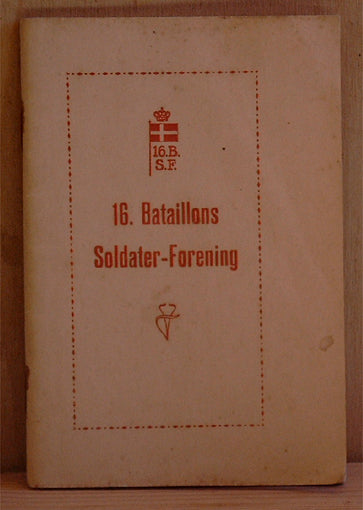 16.B.
S.F.
16. Bataillons
Soldater-Forening